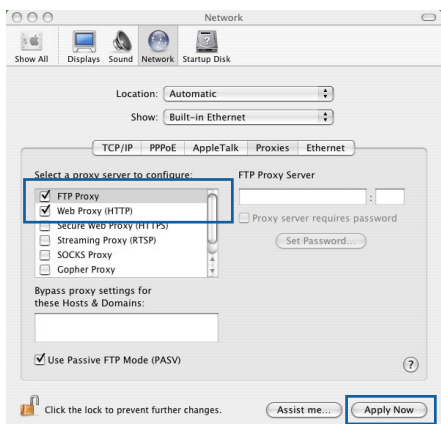 Network
Show All Displays Sound Network Startup Disk
Location: Automatic
Show: Built-in Ethernet
TCP/IP PPPoE AppleTalk Proxies Ethernet
Select a proxy server to configure: FTP Proxy Server
FTP Proxy :
Web Proxy (HTTP) Proxy server requires password
Secure Web Proxy (HTTPS)
Streaming Proxy (RTSP) Set Password...
SOCKS Proxy
Gopher Proxy
Bypass proxy settings for
these Hosts & Domains:
Use Passive FTP Mode (PASV) ?
Click the lock to prevent further changes. Assist me... Apply Now